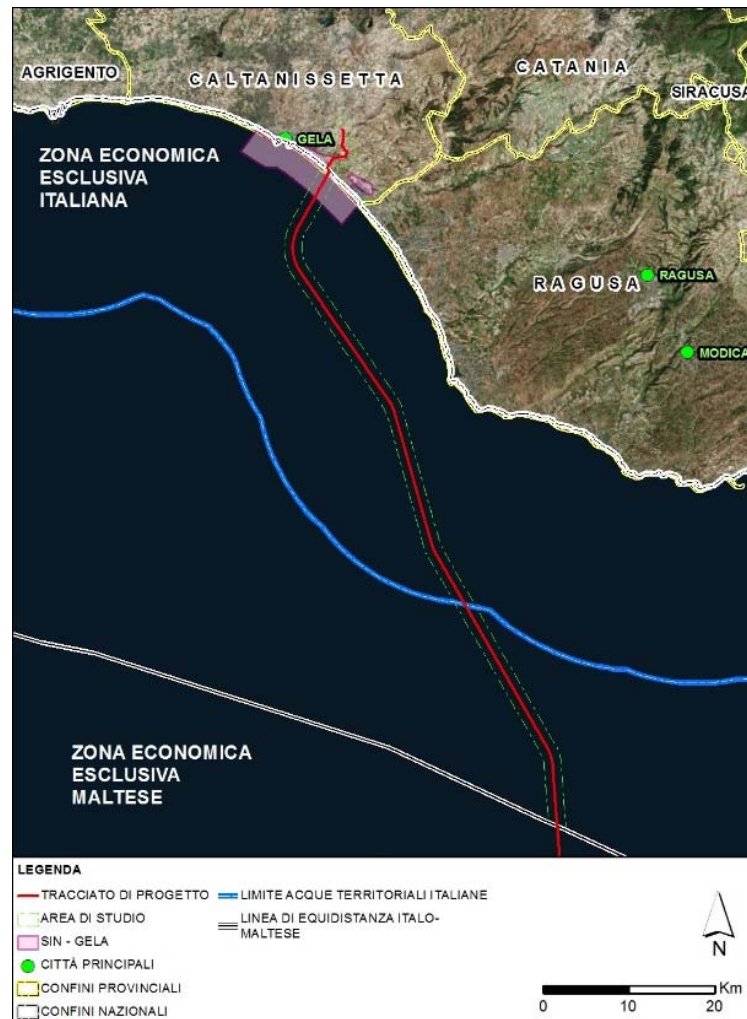 AGRIGENTO
CALTANISSETTA
CATANIA
SIRACUSA
GELA
ZONA ECONOMICA
ESCLUSIVA
ITALIANA
RAGUSA
RAGUSA
MODICA
ZONA ECONOMICA
ESCLUSIVA
MALTESE
LEGENDA
TRACCIATO DI PROGETTO
AREA DI STUDIO
SIN - GELA
CITTÀ PRINCIPALI
CONFINI PROVINCIALI
CONFINI NAZIONALI
LIMITE ACQUE TERRITORIALI ITALIANE
LINEA DI EQUIDISTANZA ITALO-
MALTESE
N
Km
0 10 20